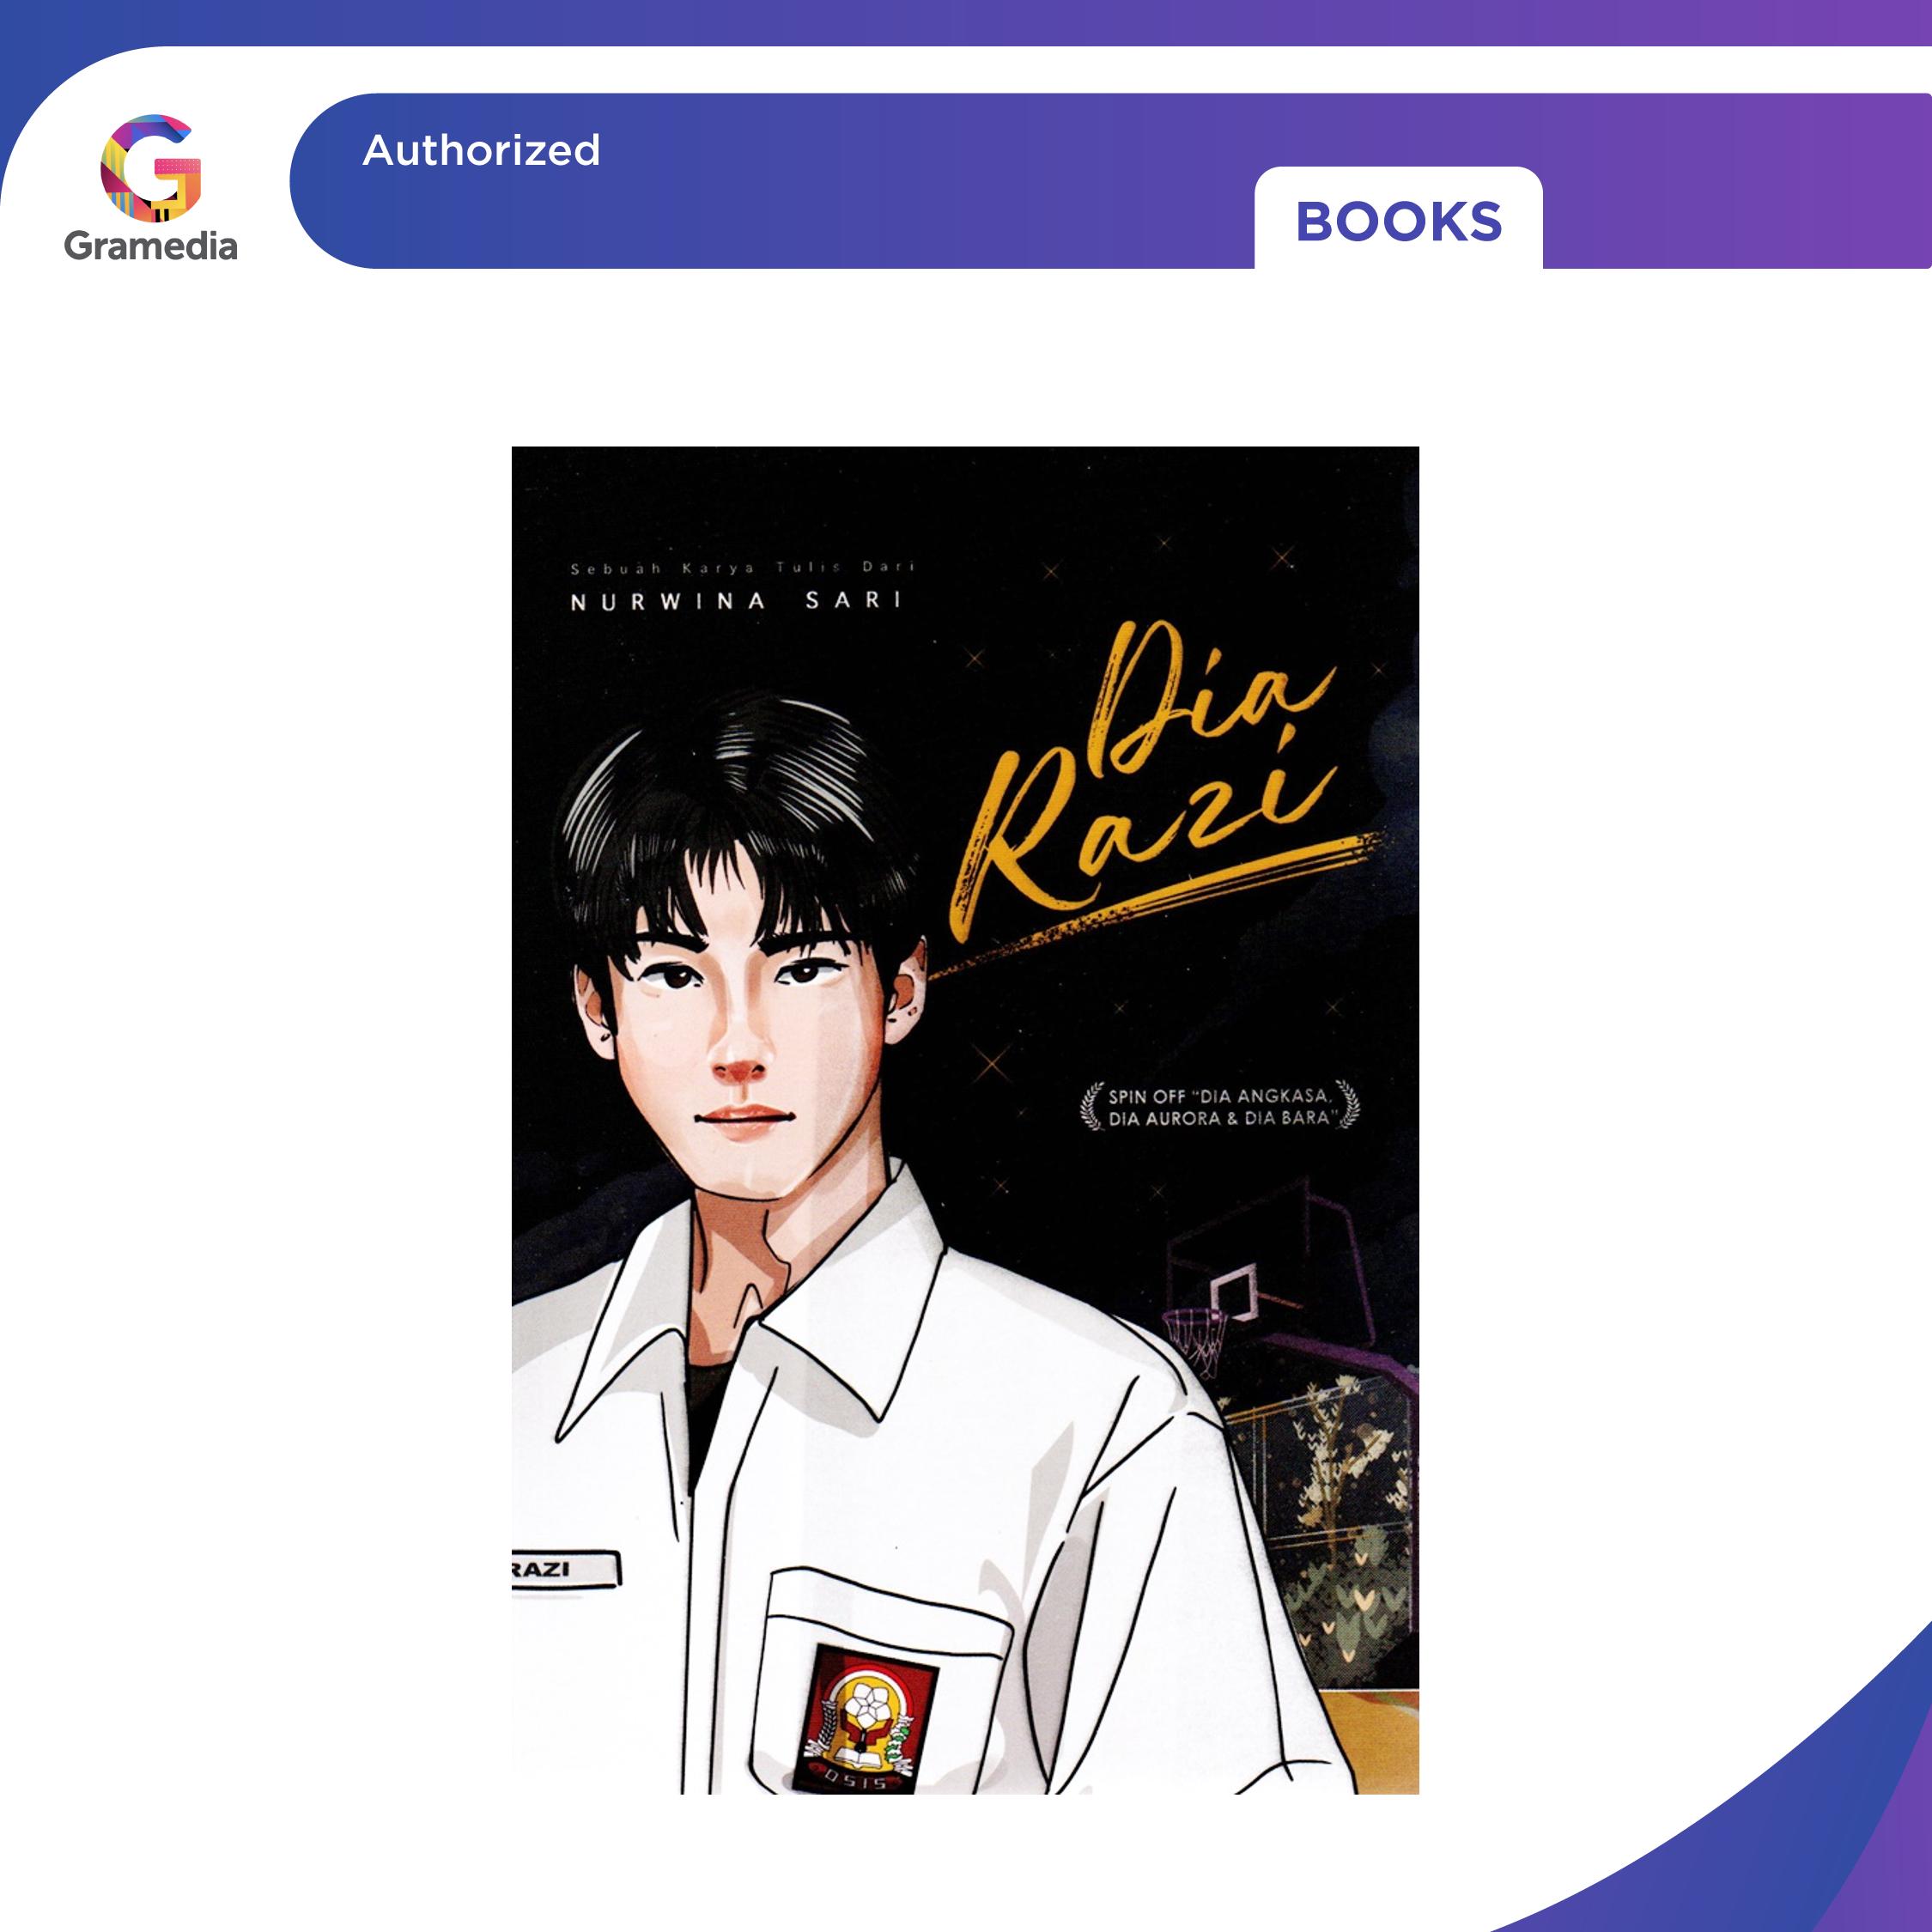 Gramedia
Authorized
BOOKS
Sebuah Karya Tulis Dari
NURWINA SARI
Dia
Razi
SPIN OFF "DIA ANGKASA,
DIA AURORA & DIA BARA"
RAZI
OSIS